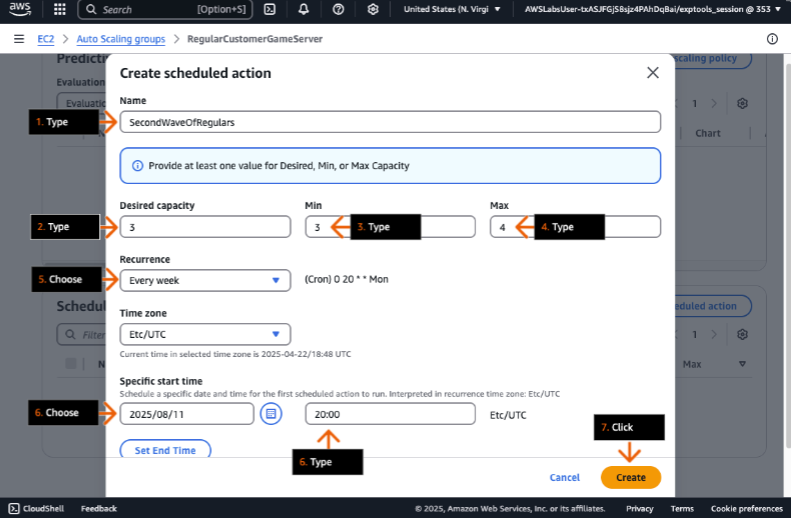 aws
Search [Option+S] United States (N. Virgi AWSLabsUser-txASJFGjS8sjz4PAhDqBai/exptools_session @ 353
EC2 > Auto Scaling groups > RegularCustomerGameServer
Predicti
scaling policy
Create scheduled action
Evaluation
Name
Evaluatio
1
1. Type
SecondWaveOfRegulars
Chart
Provide at least one value for Desired, Min, or Max Capacity
Desired capacity Min Max
2. Type 3 3 3. Type 4 4. Type
Recurrence
5. Choose Every week (Cron) 0 20 * * Mon
Schedul
eduled action
Time zone
Filter Etc/UTC 1
Current time in selected time zone is 2025-04-22/18:48 UTC
N Max
Specific start time
Schedule a specific date and time for the first scheduled action to run. Interpreted in recurrence time zone: Etc/UTC
6. Choose 2025/08/11 20:00 Etc/UTC
7. Click
Set End Time
6. Type
Cancel Create
CloudShell Feedback © 2025, Amazon Web Services, Inc. or its affiliates. Privacy Terms Cookie preferences